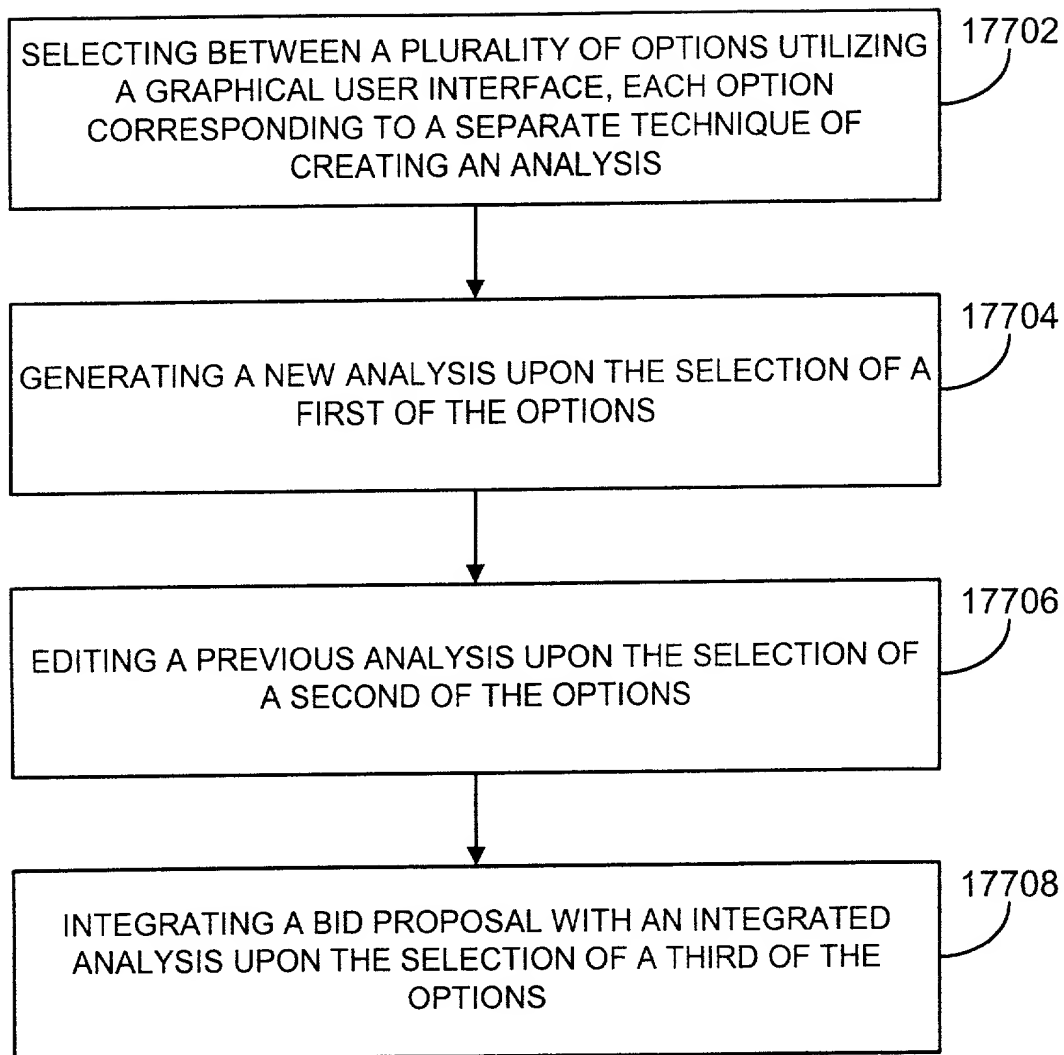 17702
SELECTING BETWEEN A PLURALITY OF OPTIONS UTILIZING
A GRAPHICAL USER INTERFACE, EACH OPTION
CORRESPONDING TO A SEPARATE TECHNIQUE OF
CREATING AN ANALYSIS
17704
GENERATING A NEW ANALYSIS UPON THE SELECTION OF A
FIRST OF THE OPTIONS
17706
EDITING A PREVIOUS ANALYSIS UPON THE SELECTION OF
A SECOND OF THE OPTIONS
17708
INTEGRATING A BID PROPOSAL WITH AN INTEGRATED
ANALYSIS UPON THE SELECTION OF A THIRD OF THE
OPTIONS